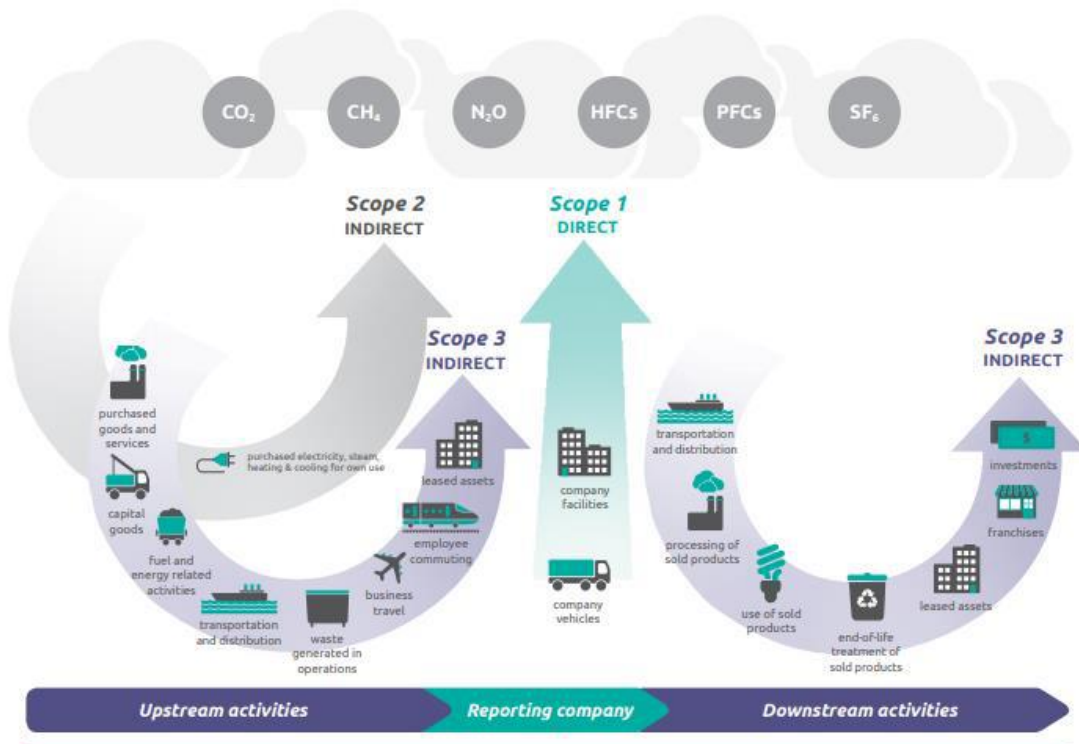 CO₂
CH₄
N₂O
HFCs
PFCs
SF₆
Scope 2
INDIRECT
Scope 1
DIRECT
Scope 3
INDIRECT
Scope 3
INDIRECT
purchased
goods and
services
capital
goods
fuel and
energy related
activities
purchased electricity, steam,
heating & cooling for own use
transportation
and distribution
waste
generated in
operations
business
travel
employee
commuting
leased assets
company
facilities
company
vehicles
transportation
and distribution
processing of
sold products
use of sold
products
end-of-life
treatment of
sold products
leased assets
franchises
$
investments
Upstream activities
Reporting company
Downstream activities